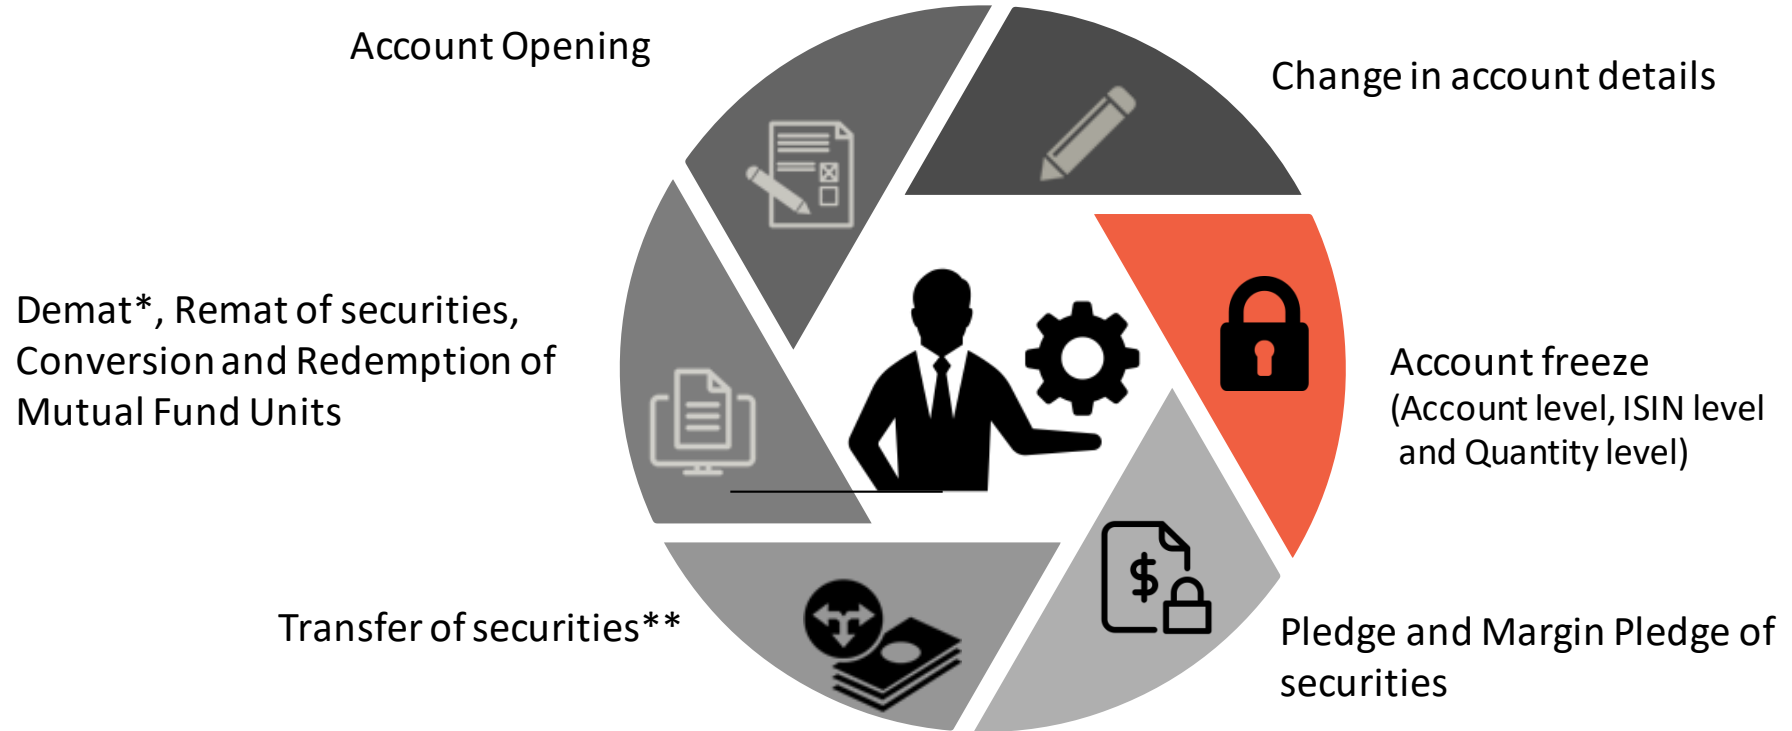 Account Opening
Change in account details
Demat*, Remat of securities,
Conversion and Redemption of
Mutual Fund Units
Account freeze
(Account level, ISIN level
and Quantity level)
Transfer of securities**
$
Pledge and Margin Pledge of
securities